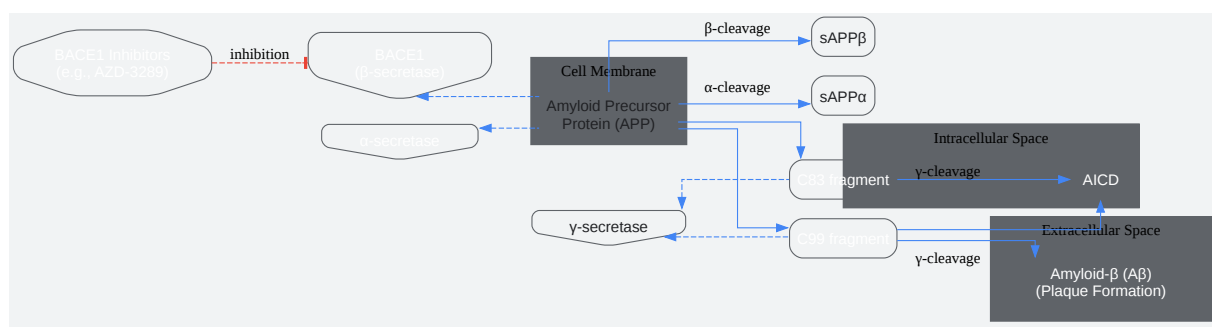 BACE1 Inhibitors
(e.g., AZD-3289)
inhibition
BACE1
(β-secretase)
α-secretase
Cell Membrane
Amyloid Precursor
Protein (APP)
β-cleavage
sAPPβ
α-cleavage
sAPPα
Intracellular Space
C83 fragment
γ-cleavage
AICD
γ-secretase
C99 fragment
γ-cleavage
Extracellular Space
Amyloid-β (Aβ)
(Plaque Formation)